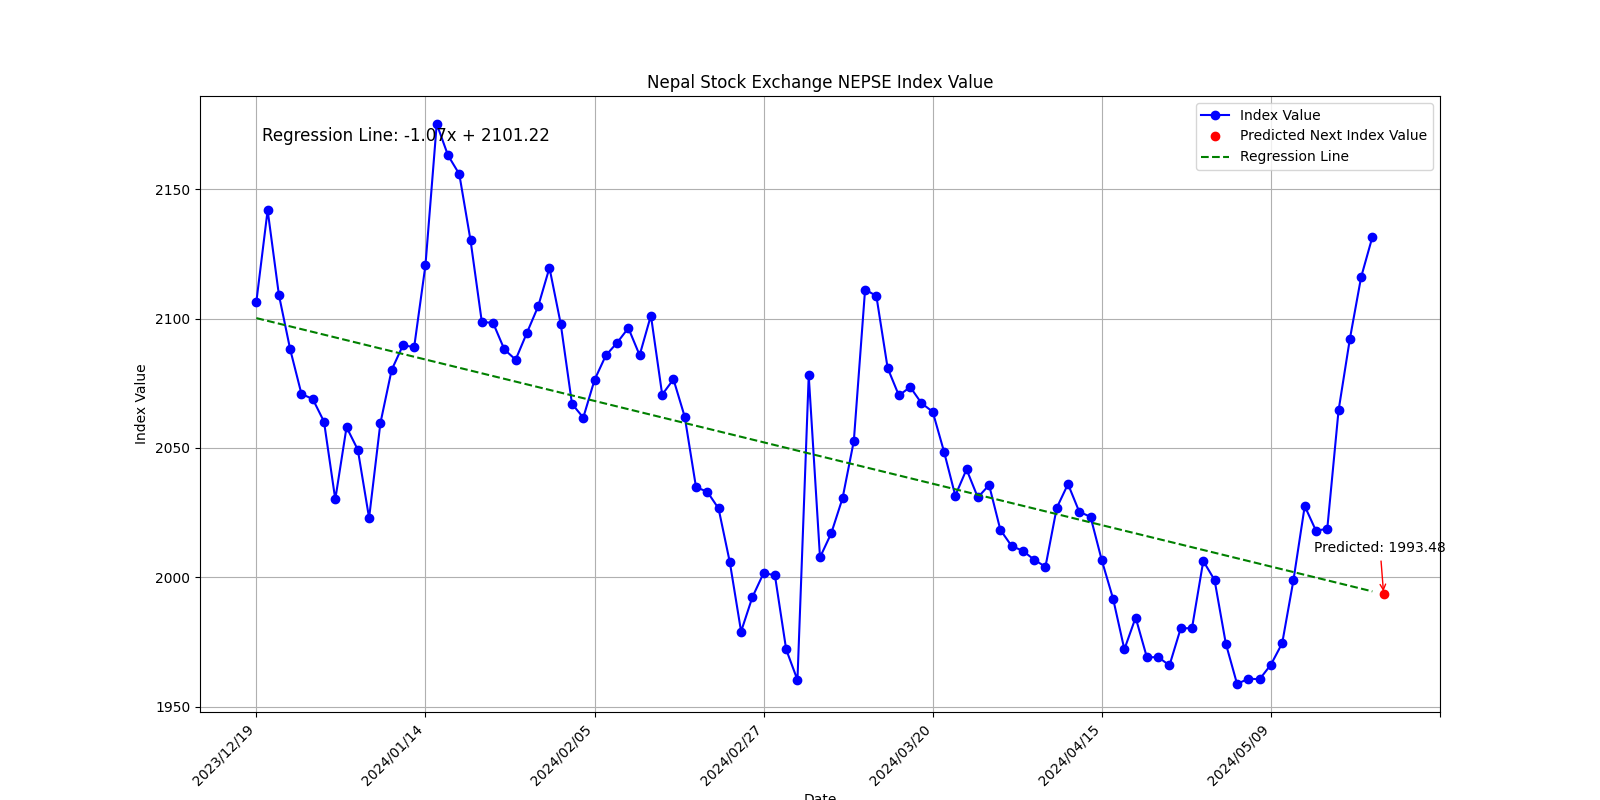 Nepal Stock Exchange NEPSE Index Value
Regression Line: -1.07x + 2101.22
Index Value
Predicted Next Index Value
Regression Line
2150
2100
2050
2000
1950
Index Value
Predicted: 1993.48
2023/12/19
2024/01/14
2024/02/05
2024/02/27
2024/03/20
2024/04/15
2024/05/09
Date